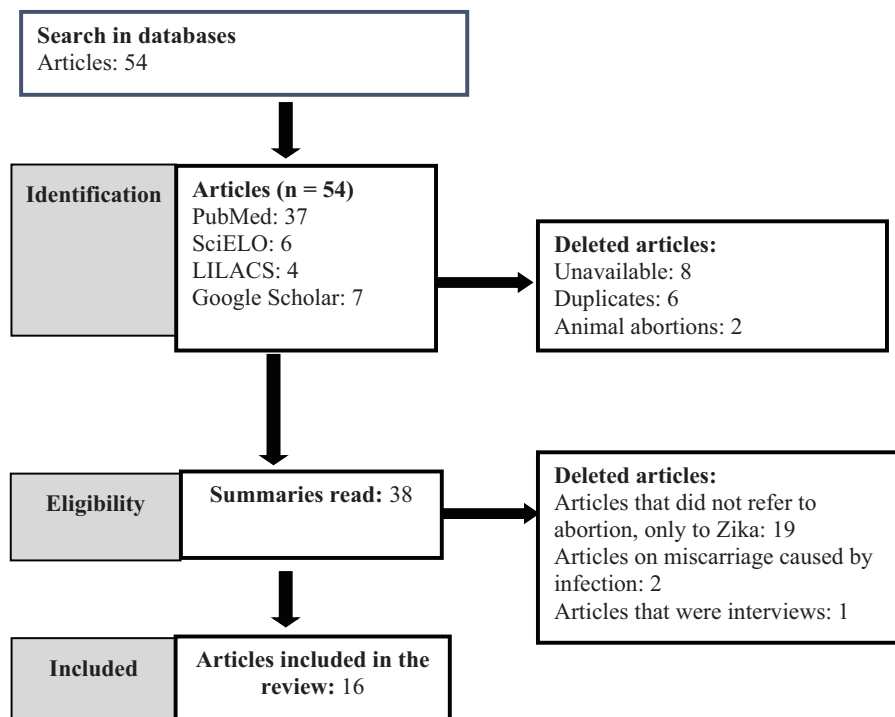 Search in databases
Articles: 54
Identification
Articles (n = 54)
PubMed: 37
SciELO: 6
LILACS: 4
Google Scholar: 7
Deleted articles:
Unavailable: 8
Duplicates: 6
Animal abortions: 2
Eligibility
Summaries read: 38
Deleted articles:
Articles that did not refer to
abortion, only to Zika: 19
Articles on miscarriage caused by
infection: 2
Articles that were interviews: 1
Included
Articles included in the
review: 16